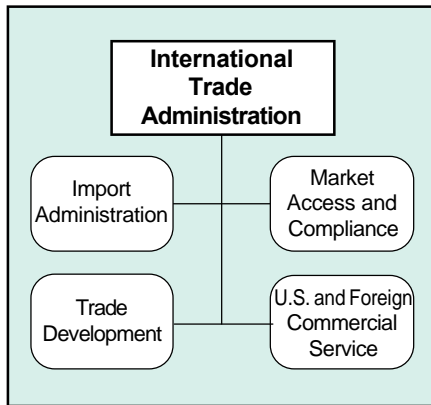 International
Trade
Administration
Import
Administration
Market
Access and
Compliance
Trade
Development
U.S. and Foreign
Commercial
Service